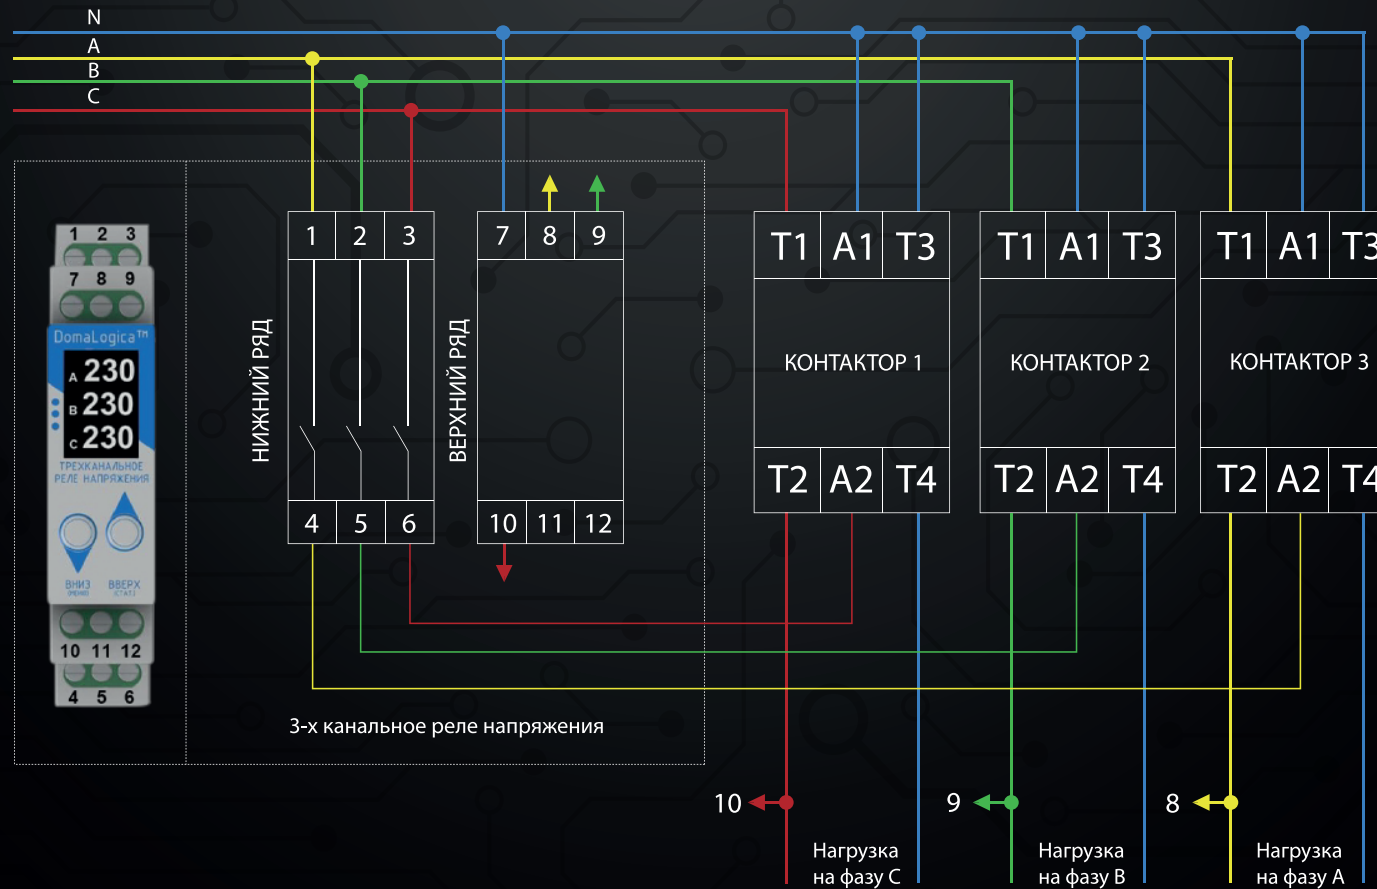 N
A
B
C
1 2 3
7 8 9
DomaLogica™
A 230
B 230
C 230
ТРЕХКАНАЛЬНОЕ
РЕЛЕ НАПРЯЖЕНИЯ
ВНИЗ ВВЕРХ
(МЕНЮ) (СТАТ)
10 11 12
4 5 6
НИЖНИЙ РЯД
1 2 3
4 5 6
ВЕРХНИЙ РЯД
7 8 9
10 11 12
3-х канальное реле напряжения
T1 A1 T3
КОНТАКТОР 1
T2 A2 T4
T1 A1 T3
КОНТАКТОР 2
T2 A2 T4
T1 A1 T3
КОНТАКТОР 3
T2 A2 T4
10
9
8
Нагрузка
на фазу C
Нагрузка
на фазу B
Нагрузка
на фазу A